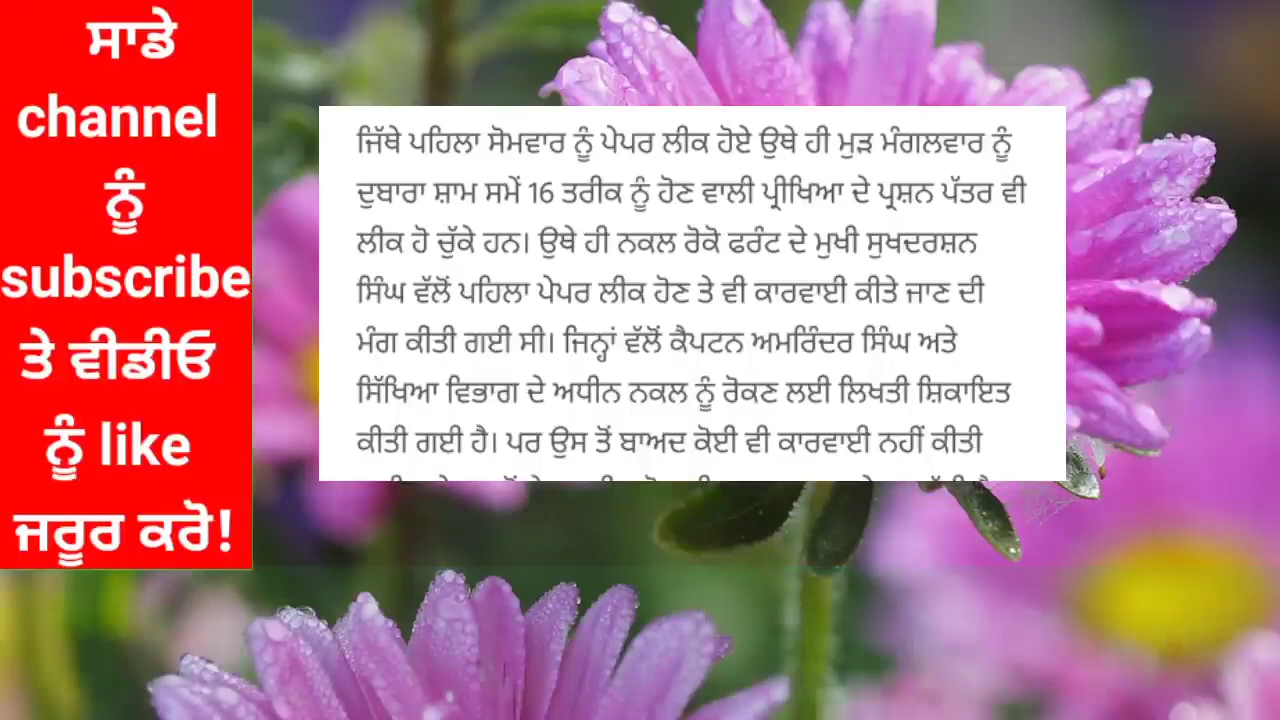 ਸਾਡੇ
channel
ਨੂੰ
subscribe
ਤੇ ਵੀਡੀਓ
ਨੂੰ like
ਜਰੂਰ ਕਰੋ!
ਜਿੱਥੇ ਪਹਿਲਾ ਸੋਮਵਾਰ ਨੂੰ ਪੇਪਰ ਲੀਕ ਹੋਏ ਉਥੇ ਹੀ ਮੁੜ ਮੰਗਲਵਾਰ ਨੂੰ
ਦੁਬਾਰਾ ਸ਼ਾਮ ਸਮੇਂ 16 ਤਰੀਕ ਨੂੰ ਹੋਣ ਵਾਲੀ ਪ੍ਰੀਖਿਆ ਦੇ ਪ੍ਰਸ਼ਨ ਪੱਤਰ ਵੀ
ਲੀਕ ਹੋ ਚੁੱਕੇ ਹਨ। ਉਥੇ ਹੀ ਨਕਲ ਰੋਕੋ ਫਰੰਟ ਦੇ ਮੁਖੀ ਸੁਖਦਰਸ਼ਨ
ਸਿੰਘ ਵੱਲੋਂ ਪਹਿਲਾ ਪੇਪਰ ਲੀਕ ਹੋਣ ਤੇ ਵੀ ਕਾਰਵਾਈ ਕੀਤੇ ਜਾਣ ਦੀ
ਮੰਗ ਕੀਤੀ ਗਈ ਸੀ। ਜਿਨ੍ਹਾਂ ਵੱਲੋਂ ਕੈਪਟਨ ਅਮਰਿੰਦਰ ਸਿੰਘ ਅਤੇ
ਸਿੱਖਿਆ ਵਿਭਾਗ ਦੇ ਅਧੀਨ ਨਕਲ ਨੂੰ ਰੋਕਣ ਲਈ ਲਿਖਤੀ ਸ਼ਿਕਾਇਤ
ਕੀਤੀ ਗਈ ਹੈ। ਪਰ ਉਸ ਤੋਂ ਬਾਅਦ ਕੋਈ ਵੀ ਕਾਰਵਾਈ ਨਹੀਂ ਕੀਤੀ